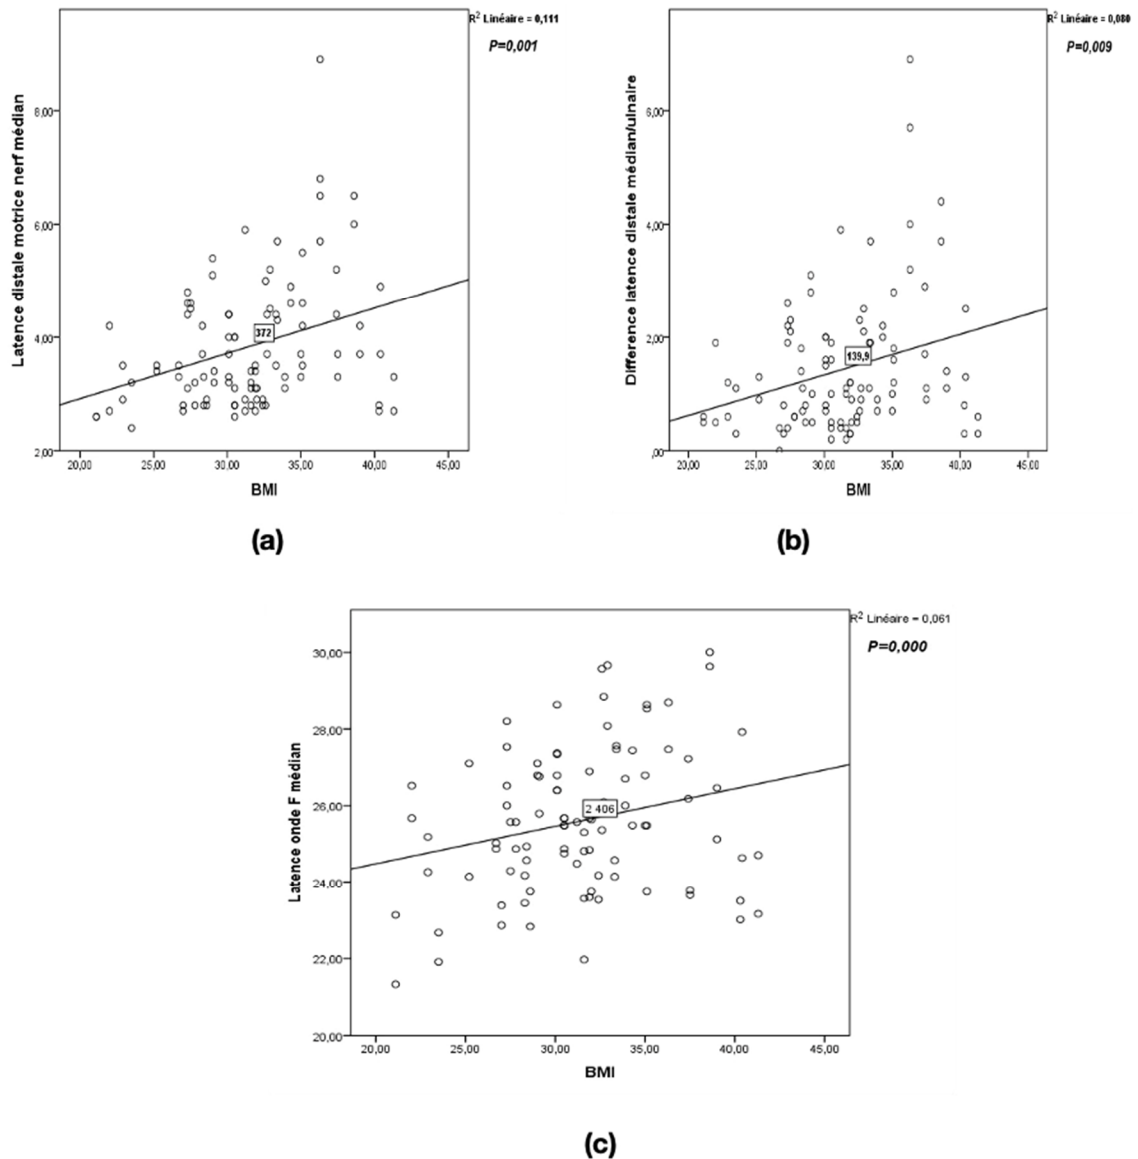 R² Linéaire = 0,111
P=0,001
Latence distale motrice nerf médian
8,00
6,00
4,00
2,00
372
20,00 25,00 30,00 35,00 40,00 45,00
BMI
(a)
R² Linéaire = 0,080
P=0,009
Difference latence distale médian/ulnaire
6,00
4,00
2,00
,00
139,9
20,00 25,00 30,00 35,00 40,00 45,00
BMI
(b)
R² Linéaire = 0,061
P=0,000
Latence onde F médian
30,00
28,00
26,00
24,00
22,00
20,00
2 406
20,00 25,00 30,00 35,00 40,00 45,00
BMI
(c)